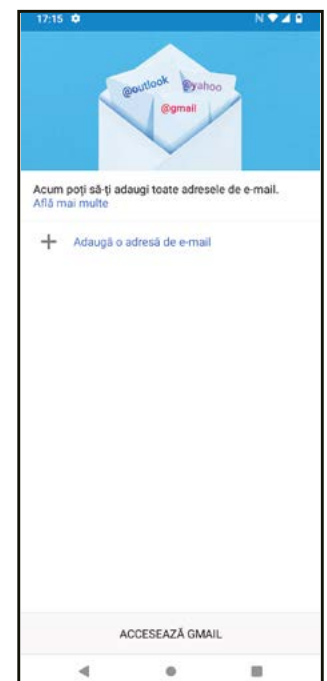 17:15
@outlook @yahoo
@gmail
Acum poți să-ți adaugi toate adresele de e-mail.
Află mai multe
Adaugă o adresă de e-mail
ACCESEAZĂ GMAIL